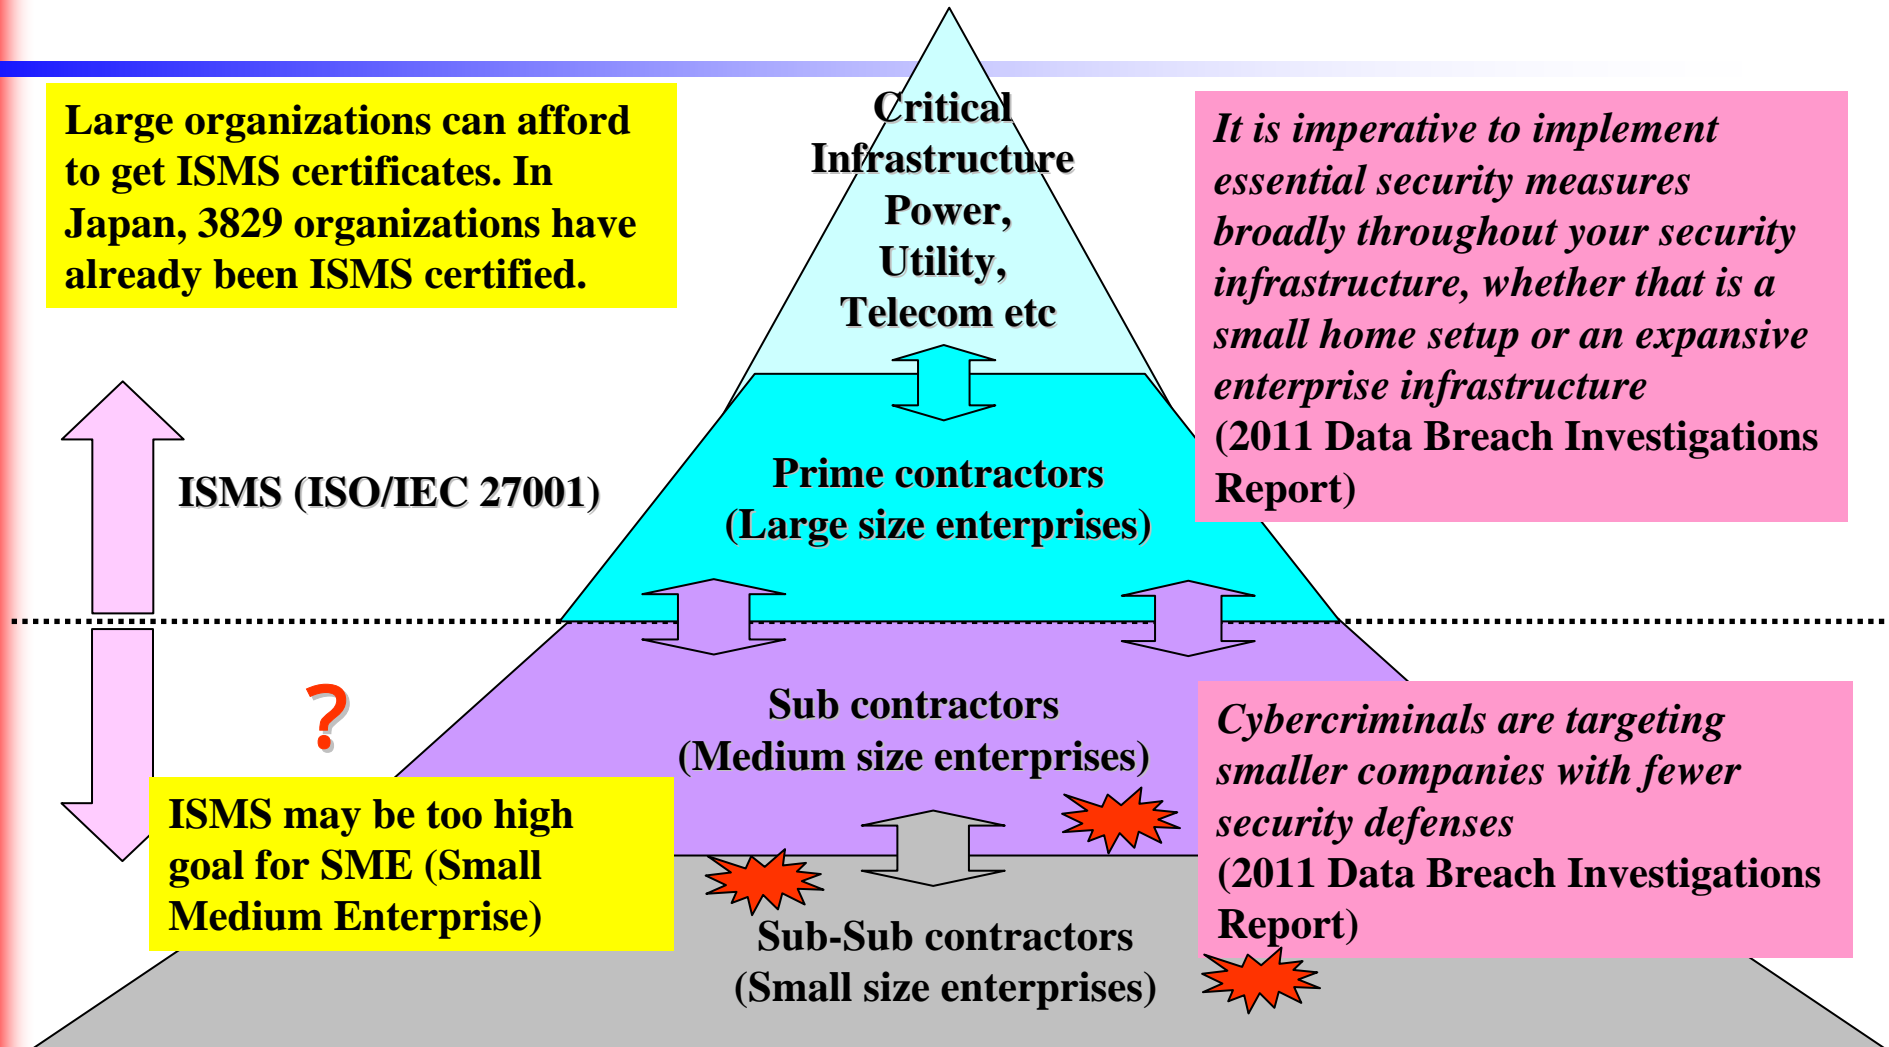 Large organizations can afford
to get ISMS certificates. In
Japan, 3829 organizations have
already been ISMS certified.
Critical
Infrastructure
Power,
Utility,
Telecom etc
It is imperative to implement
essential security measures
broadly throughout your security
infrastructure, whether that is a
small home setup or an expansive
enterprise infrastructure
(2011 Data Breach Investigations
Report)
ISMS (ISO/IEC 27001)
Prime contractors
(Large size enterprises)
?
ISMS may be too high
goal for SME (Small
Medium Enterprise)
Sub contractors
(Medium size enterprises)
Cybercriminals are targeting
smaller companies with fewer
security defenses
(2011 Data Breach Investigations
Report)
Sub-Sub contractors
(Small size enterprises)